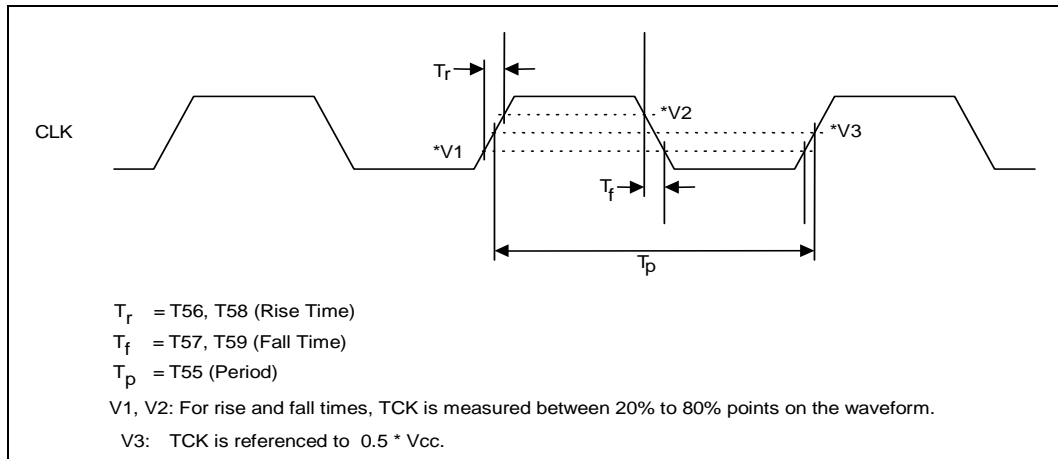 Tr
CLK
*V2
*V3
*V1
Tf
Tp
Tr = T56, T58 (Rise Time)
Tf = T57, T59 (Fall Time)
Tp = T55 (Period)
V1, V2: For rise and fall times, TCK is measured between 20% to 80% points on the waveform.
V3: TCK is referenced to 0.5 * Vcc.